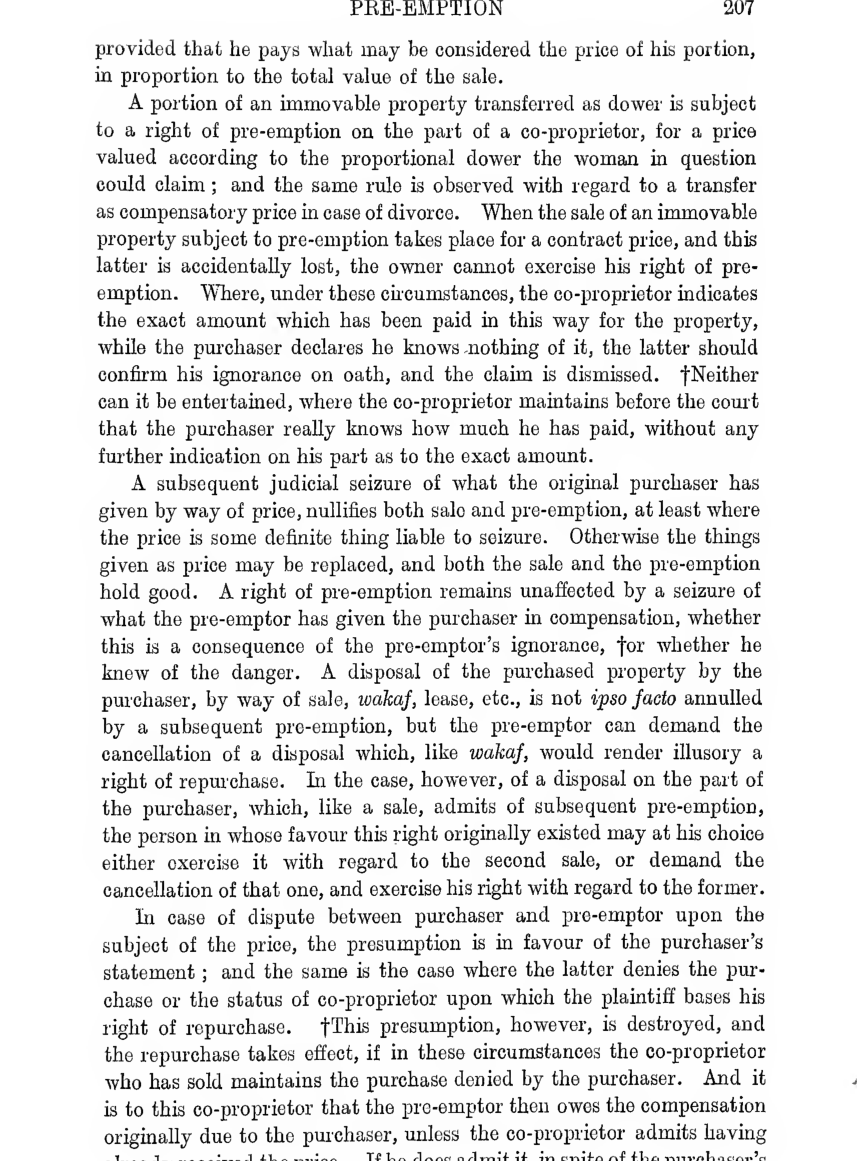 PRE-EMPTION 207
provided that he pays what may be considered the price of his portion,
in proportion to the total value of the sale.
A portion of an immovable property transferred as dower is subject
to a right of pre-emption on the part of a co-proprietor, for a price
valued according to the proportional dower the woman in question
could claim ; and the same rule is observed with regard to a transfer
as compensatory price in case of divorce. When the sale of an immovable
property subject to pre-emption takes place for a contract price, and this
latter is accidentally lost, the owner cannot exercise his right of pre-
emption. Where, under these circumstances, the co-proprietor indicates
the exact amount which has been paid in this way for the property,
while the purchaser declares he knows nothing of it, the latter should
confirm his ignorance on oath, and the claim is dismissed. †Neither
can it be entertained, where the co-proprietor maintains before the court
that the purchaser really knows how much he has paid, without any
further indication on his part as to the exact amount.
A subsequent judicial seizure of what the original purchaser has
given by way of price, nullifies both sale and pre-emption, at least where
the price is some definite thing liable to seizure. Otherwise the things
given as price may be replaced, and both the sale and the pre-emption
hold good. A right of pre-emption remains unaffected by a seizure of
what the pre-emptor has given the purchaser in compensation, whether
this is a consequence of the pre-emptor's ignorance, †or whether he
knew of the danger. A disposal of the purchased property by the
purchaser, by way of sale, wakaf, lease, etc., is not ipso facto annulled
by a subsequent pre-emption, but the pre-emptor can demand the
cancellation of a disposal which, like wakaf, would render illusory a
right of repurchase. In the case, however, of a disposal on the part of
the purchaser, which, like a sale, admits of subsequent pre-emption,
the person in whose favour this right originally existed may at his choice
either exercise it with regard to the second sale, or demand the
cancellation of that one, and exercise his right with regard to the former.
In case of dispute between purchaser and pre-emptor upon the
subject of the price, the presumption is in favour of the purchaser's
statement ; and the same is the case where the latter denies the pur-
chase or the status of co-proprietor upon which the plaintiff bases his
right of repurchase. †This presumption, however, is destroyed, and
the repurchase takes effect, if in these circumstances the co-proprietor
who has sold maintains the purchase denied by the purchaser. And it
is to this co-proprietor that the pre-emptor then owes the compensation
originally due to the purchaser, unless the co-proprietor admits having
already received the price. If he does admit it, in spite of the purchaser's